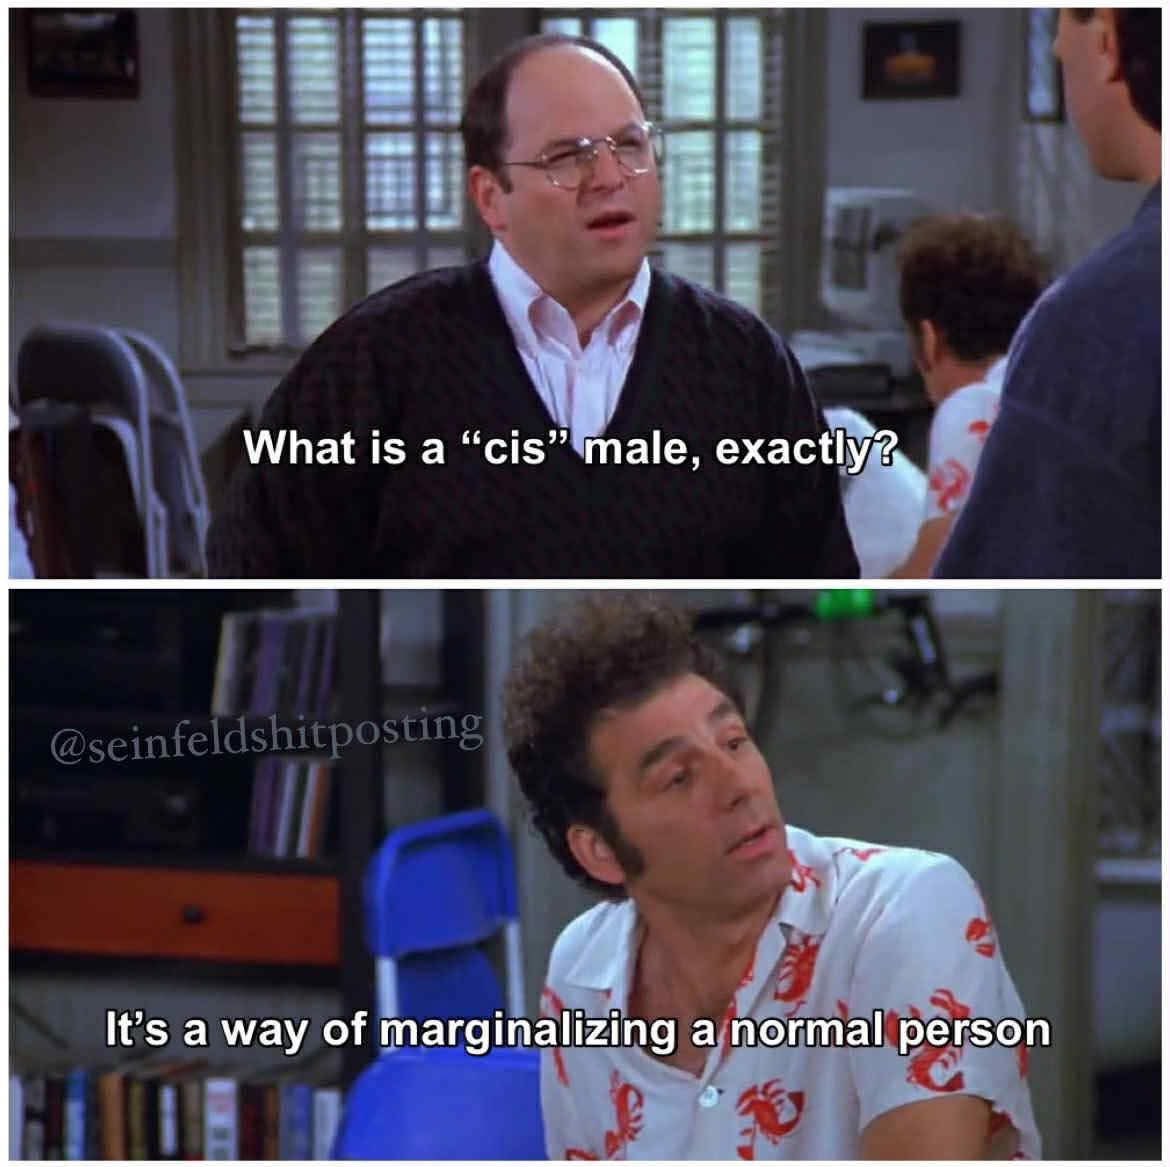 What is a “cis” male, exactly?
@seinfeldshitposting
It’s a way of marginalizing a normal person